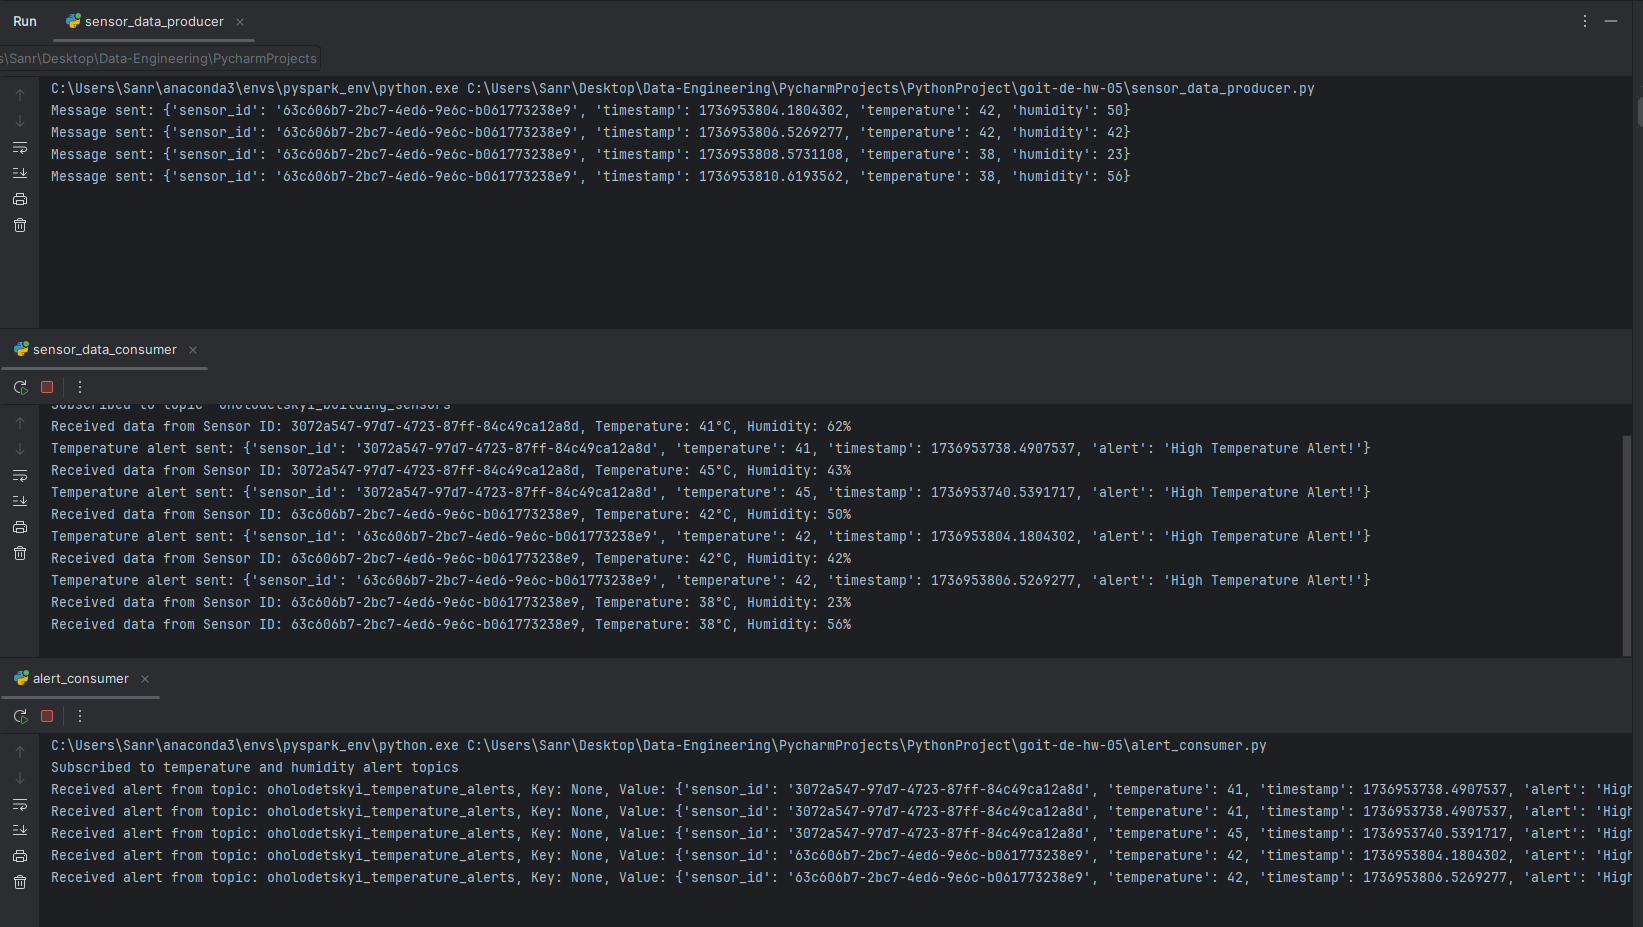 Run sensor_data_producer
s\Sanr\Desktop\Data-Engineering\PycharmProjects
C:\Users\Sanr\anaconda3\envs\pyspark_env\python.exe C:\Users\Sanr\Desktop\Data-Engineering\PycharmProjects\PythonProject\goit-de-hw-05\sensor_data_producer.py
Message sent: {'sensor_id': '63c606b7-2bc7-4ed6-9e6c-b061773238e9', 'timestamp': 1736953804.1804302, 'temperature': 42, 'humidity': 50}
Message sent: {'sensor_id': '63c606b7-2bc7-4ed6-9e6c-b061773238e9', 'timestamp': 1736953806.5269277, 'temperature': 42, 'humidity': 42}
Message sent: {'sensor_id': '63c606b7-2bc7-4ed6-9e6c-b061773238e9', 'timestamp': 1736953808.5731108, 'temperature': 38, 'humidity': 23}
Message sent: {'sensor_id': '63c606b7-2bc7-4ed6-9e6c-b061773238e9', 'timestamp': 1736953810.6193562, 'temperature': 38, 'humidity': 56}
sensor_data_consumer
Subscribed to topic 'oholodetskyi_building_sensors'
Received data from Sensor ID: 3072a547-97d7-4723-87ff-84c49ca12a8d, Temperature: 41°C, Humidity: 62%
Temperature alert sent: {'sensor_id': '3072a547-97d7-4723-87ff-84c49ca12a8d', 'temperature': 41, 'timestamp': 1736953738.4907537, 'alert': 'High Temperature Alert!'}
Received data from Sensor ID: 3072a547-97d7-4723-87ff-84c49ca12a8d, Temperature: 45°C, Humidity: 43%
Temperature alert sent: {'sensor_id': '3072a547-97d7-4723-87ff-84c49ca12a8d', 'temperature': 45, 'timestamp': 1736953740.5391717, 'alert': 'High Temperature Alert!'}
Received data from Sensor ID: 63c606b7-2bc7-4ed6-9e6c-b061773238e9, Temperature: 42°C, Humidity: 50%
Temperature alert sent: {'sensor_id': '63c606b7-2bc7-4ed6-9e6c-b061773238e9', 'temperature': 42, 'timestamp': 1736953804.1804302, 'alert': 'High Temperature Alert!'}
Received data from Sensor ID: 63c606b7-2bc7-4ed6-9e6c-b061773238e9, Temperature: 42°C, Humidity: 42%
Temperature alert sent: {'sensor_id': '63c606b7-2bc7-4ed6-9e6c-b061773238e9', 'temperature': 42, 'timestamp': 1736953806.5269277, 'alert': 'High Temperature Alert!'}
Received data from Sensor ID: 63c606b7-2bc7-4ed6-9e6c-b061773238e9, Temperature: 38°C, Humidity: 23%
Received data from Sensor ID: 63c606b7-2bc7-4ed6-9e6c-b061773238e9, Temperature: 38°C, Humidity: 56%
alert_consumer
C:\Users\Sanr\anaconda3\envs\pyspark_env\python.exe C:\Users\Sanr\Desktop\Data-Engineering\PycharmProjects\PythonProject\goit-de-hw-05\alert_consumer.py
Subscribed to temperature and humidity alert topics
Received alert from topic: oholodetskyi_temperature_alerts, Key: None, Value: {'sensor_id': '3072a547-97d7-4723-87ff-84c49ca12a8d', 'temperature': 41, 'timestamp': 1736953738.4907537, 'alert': 'High
Received alert from topic: oholodetskyi_temperature_alerts, Key: None, Value: {'sensor_id': '3072a547-97d7-4723-87ff-84c49ca12a8d', 'temperature': 41, 'timestamp': 1736953738.4907537, 'alert': 'High
Received alert from topic: oholodetskyi_temperature_alerts, Key: None, Value: {'sensor_id': '3072a547-97d7-4723-87ff-84c49ca12a8d', 'temperature': 45, 'timestamp': 1736953740.5391717, 'alert': 'High
Received alert from topic: oholodetskyi_temperature_alerts, Key: None, Value: {'sensor_id': '63c606b7-2bc7-4ed6-9e6c-b061773238e9', 'temperature': 42, 'timestamp': 1736953804.1804302, 'alert': 'High
Received alert from topic: oholodetskyi_temperature_alerts, Key: None, Value: {'sensor_id': '63c606b7-2bc7-4ed6-9e6c-b061773238e9', 'temperature': 42, 'timestamp': 1736953806.5269277, 'alert': 'High